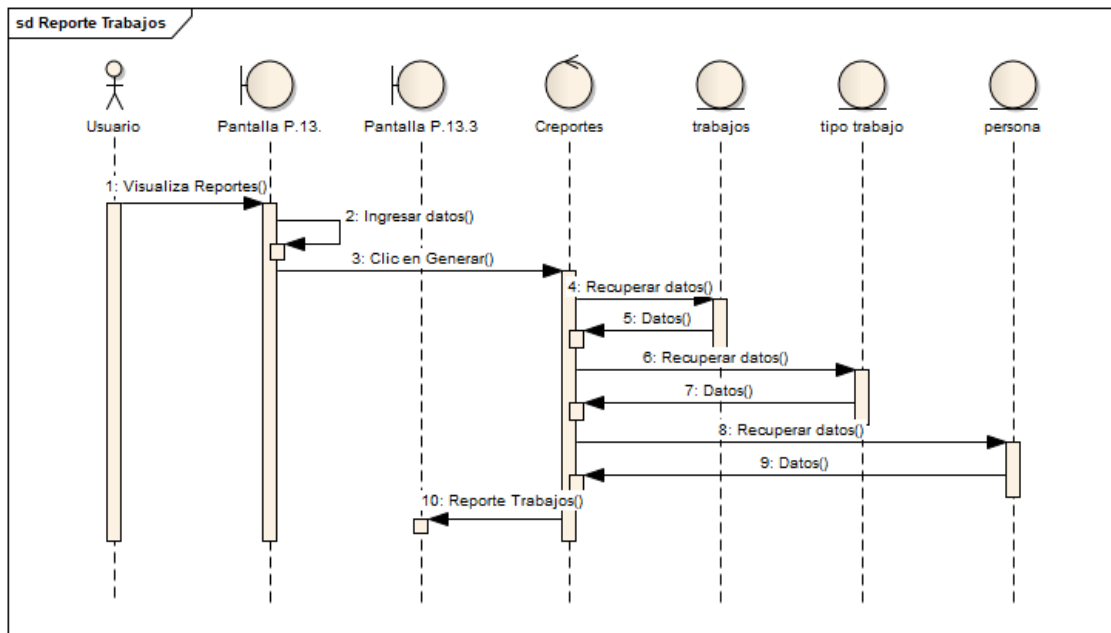 sd Reporte Trabajos
Usuario
Pantalla P.13.
Pantalla P.13.3
Creportes
trabajos
tipo trabajo
persona
1: Visualiza Reportes()
2: Ingresar datos()
3: Clic en Generar()
4: Recuperar datos()
5: Datos()
6: Recuperar datos()
7: Datos()
8: Recuperar datos()
9: Datos()
10: Reporte Trabajos()